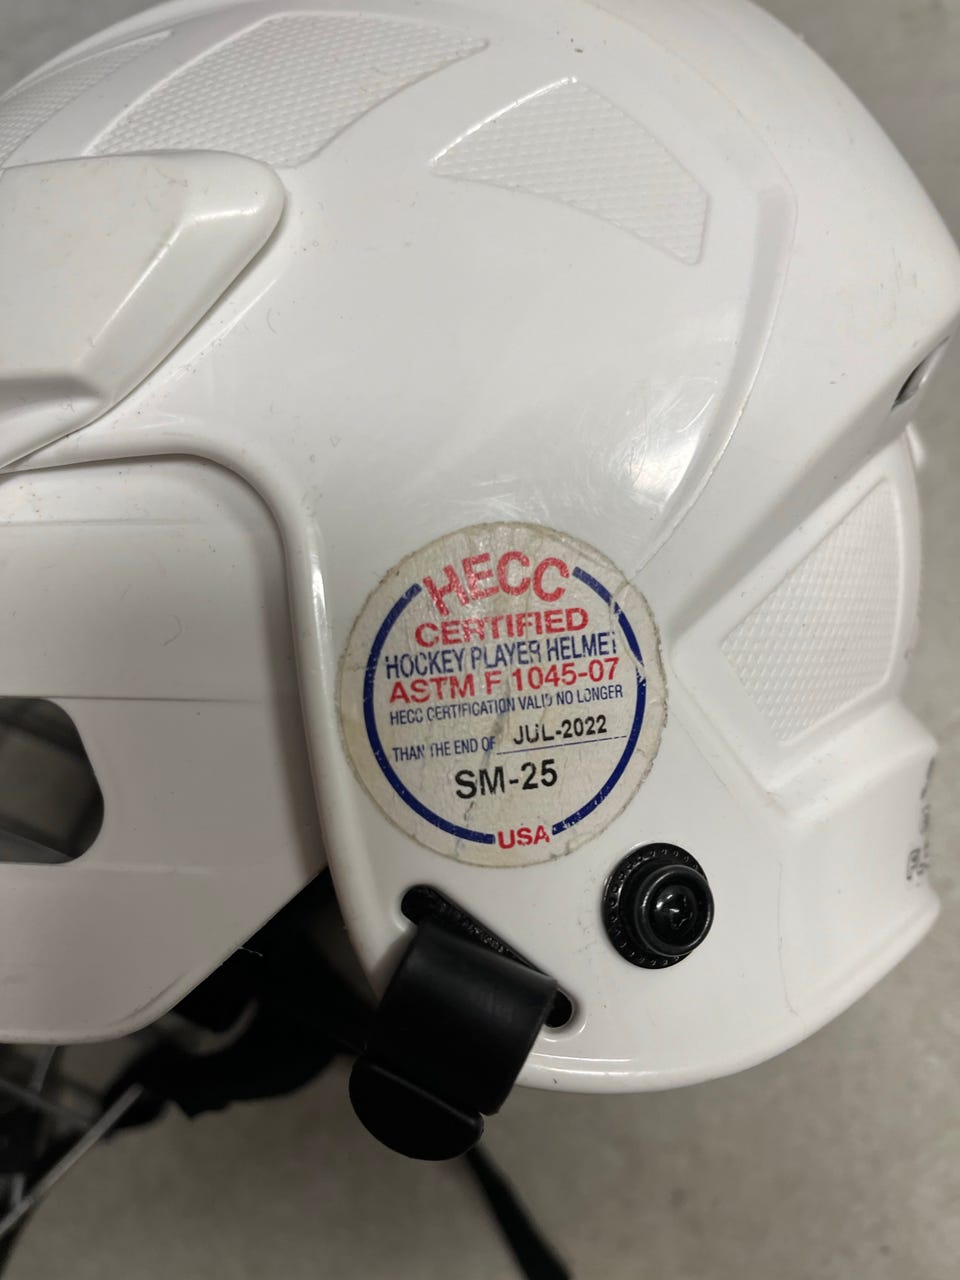 HECC
CERTIFIED
HOCKEY PLAYER HELMET
ASTM F 1045-07
HECC CERTIFICATION VALID NO LONGER
THAN THE END OF JUL-2022
SM-25
USA